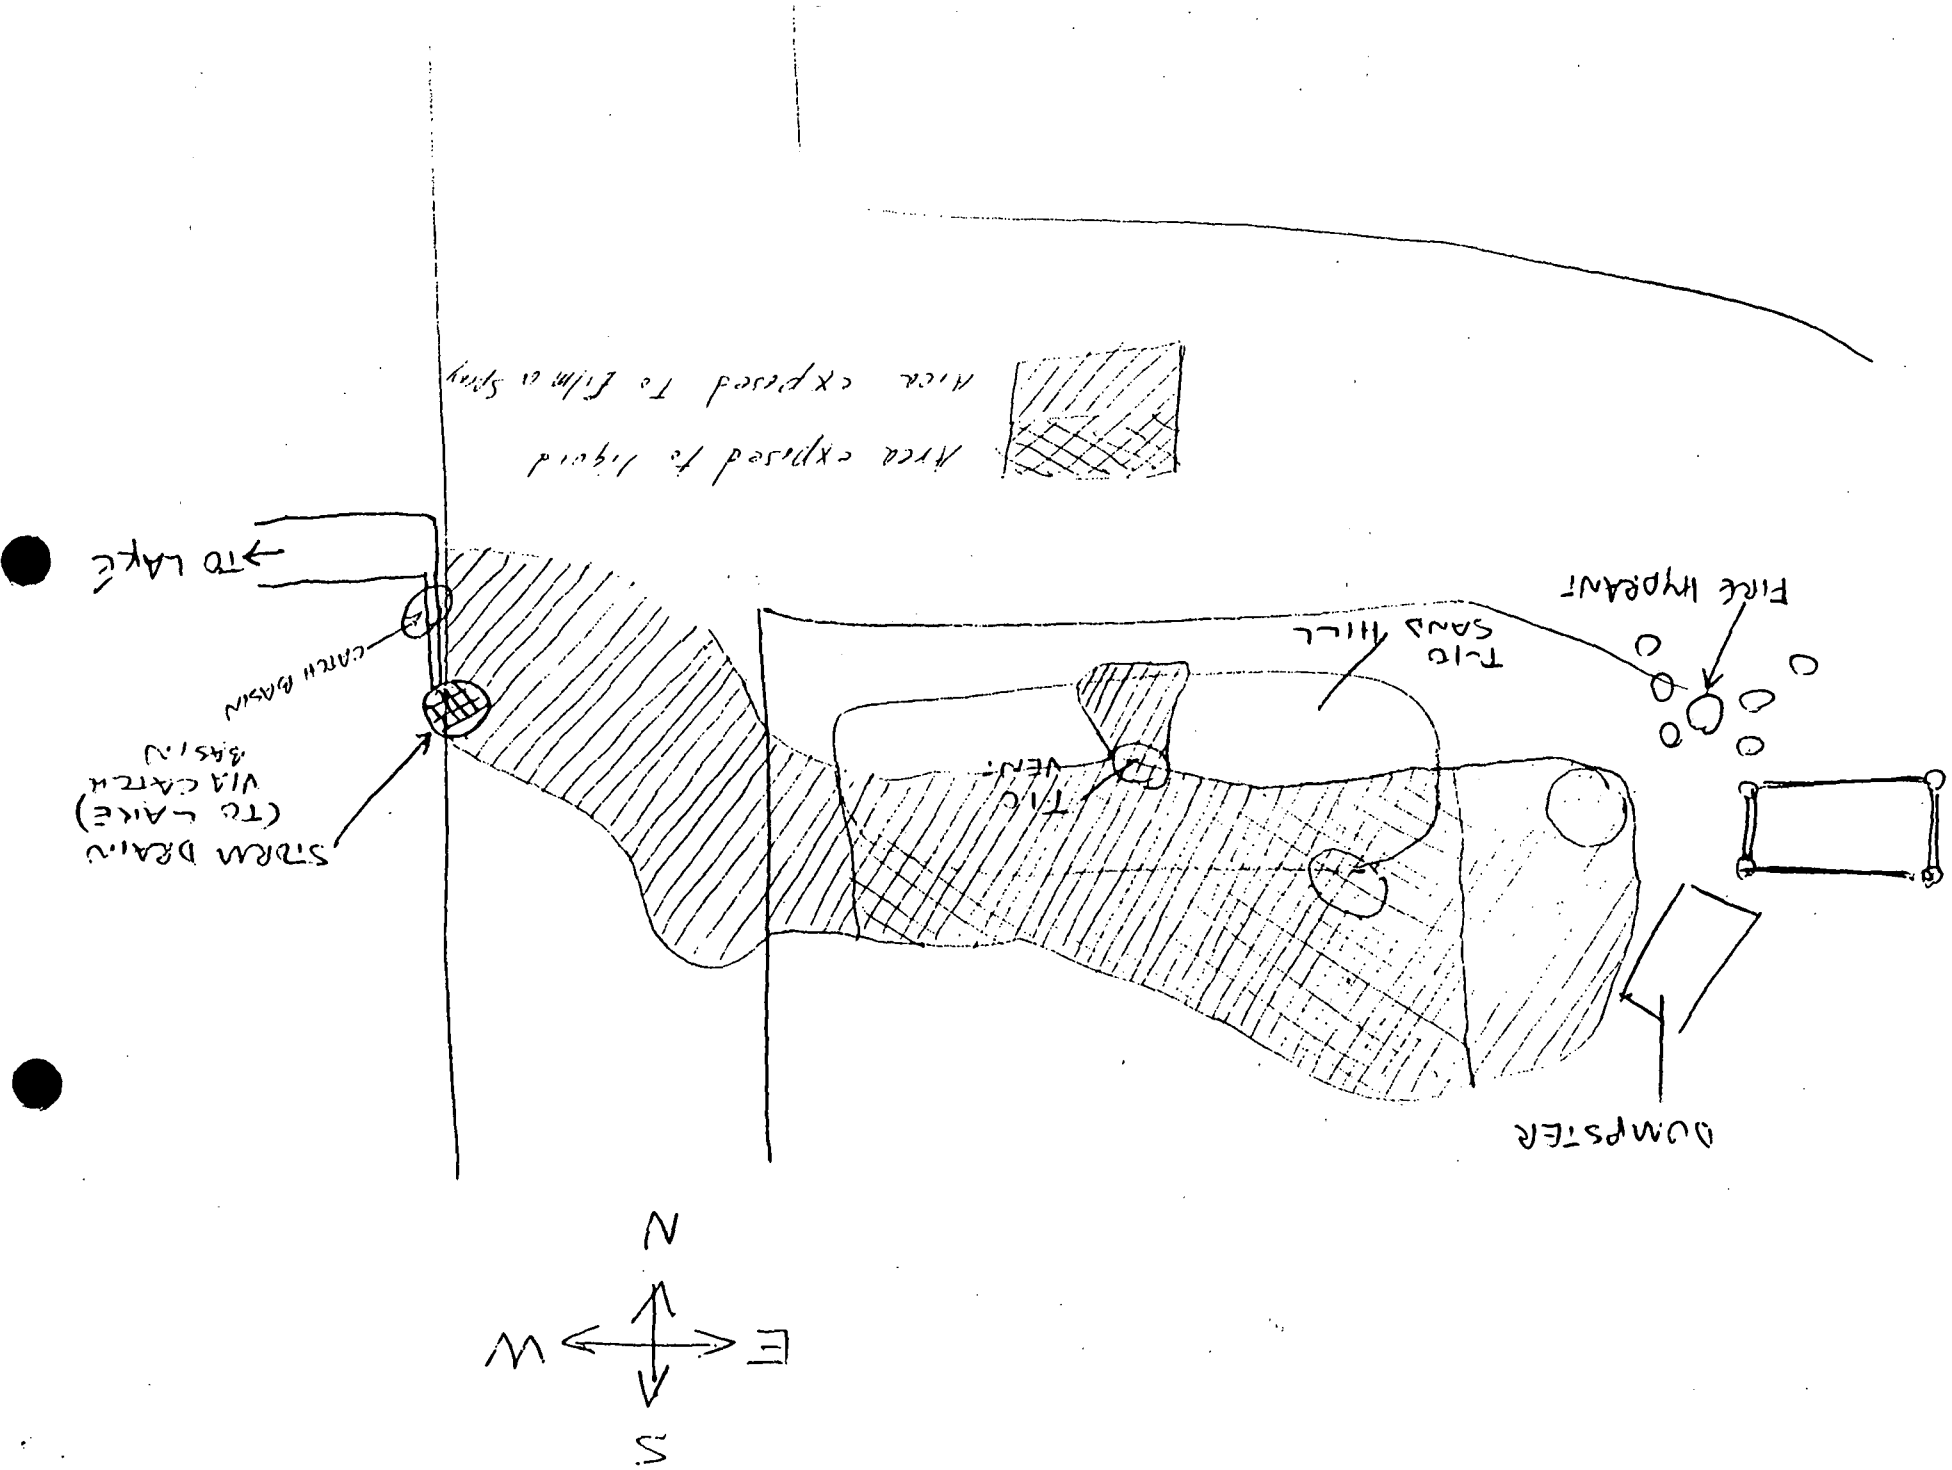 S
E W
N
DUMPSTER
STORM DRAIN
(TO LAKE)
VIA CATCH
BASIN
T10
VENT
CATCH BASIN
T-10
SAND HILL
FIRE HYDRANT
TO LAKE
Area exposed to liquid
Area exposed To film or Spray